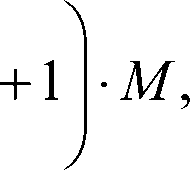 + 1) · M,